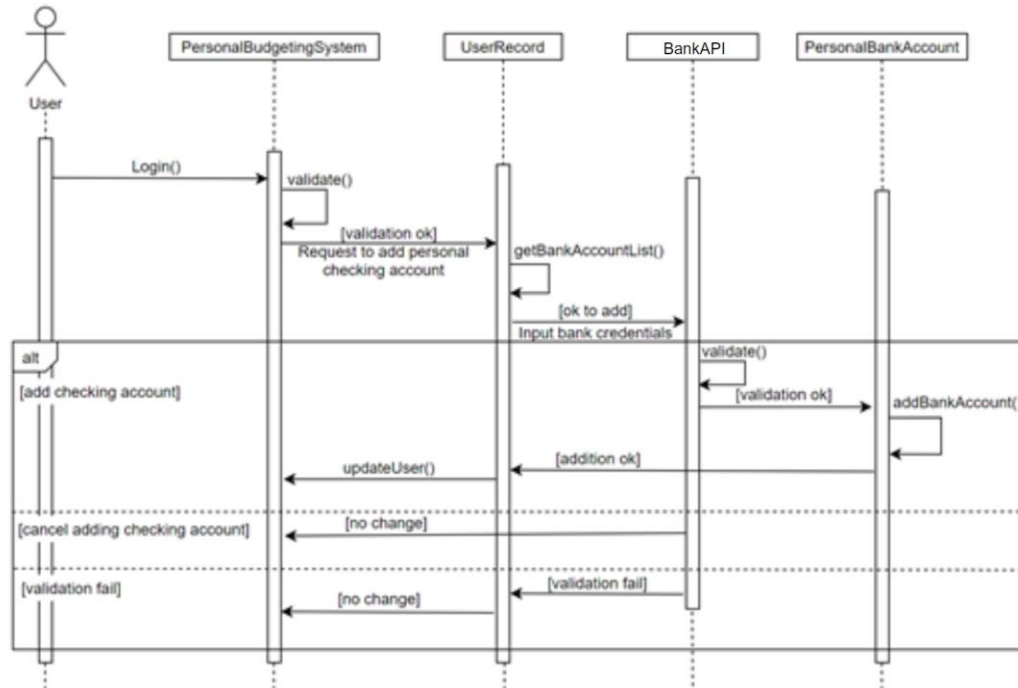 PersonalBudgetingSystem
UserRecord
BankAPI
PersonalBankAccount
User
Login()
validate()
[validation ok]
Request to add personal
checking account
getBankAccountList()
[ok to add]
Input bank credentials
alt
validate()
[add checking account]
[validation ok]
addBankAccount(
[addition ok]
updateUser()
[cancel adding checking account]
[no change]
[validation fail]
[validation fail]
[no change]